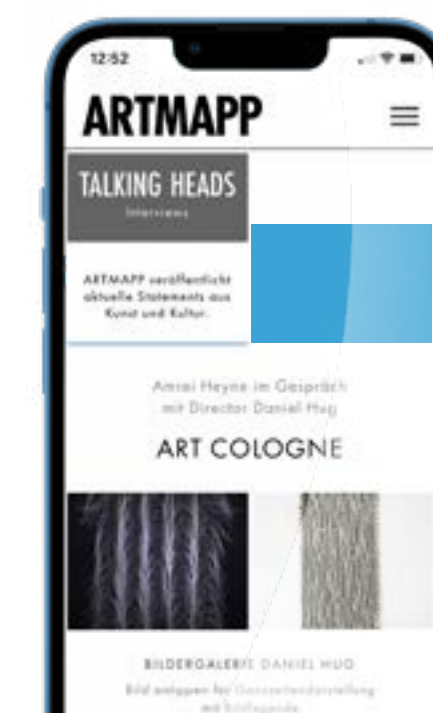 12:52
ARTMAPP
TALKING HEADS
Interviews
ARTMAPP veröffentlicht
aktuelle Statements aus
Kunst und Kultur.
Amrei Heyne im Gespräch
mit Director Daniel Hug
ART COLOGNE
BILDERGALERIE DANIEL HUG
Bild antippen für Ganzseitendarstellung
mit Bildlegende